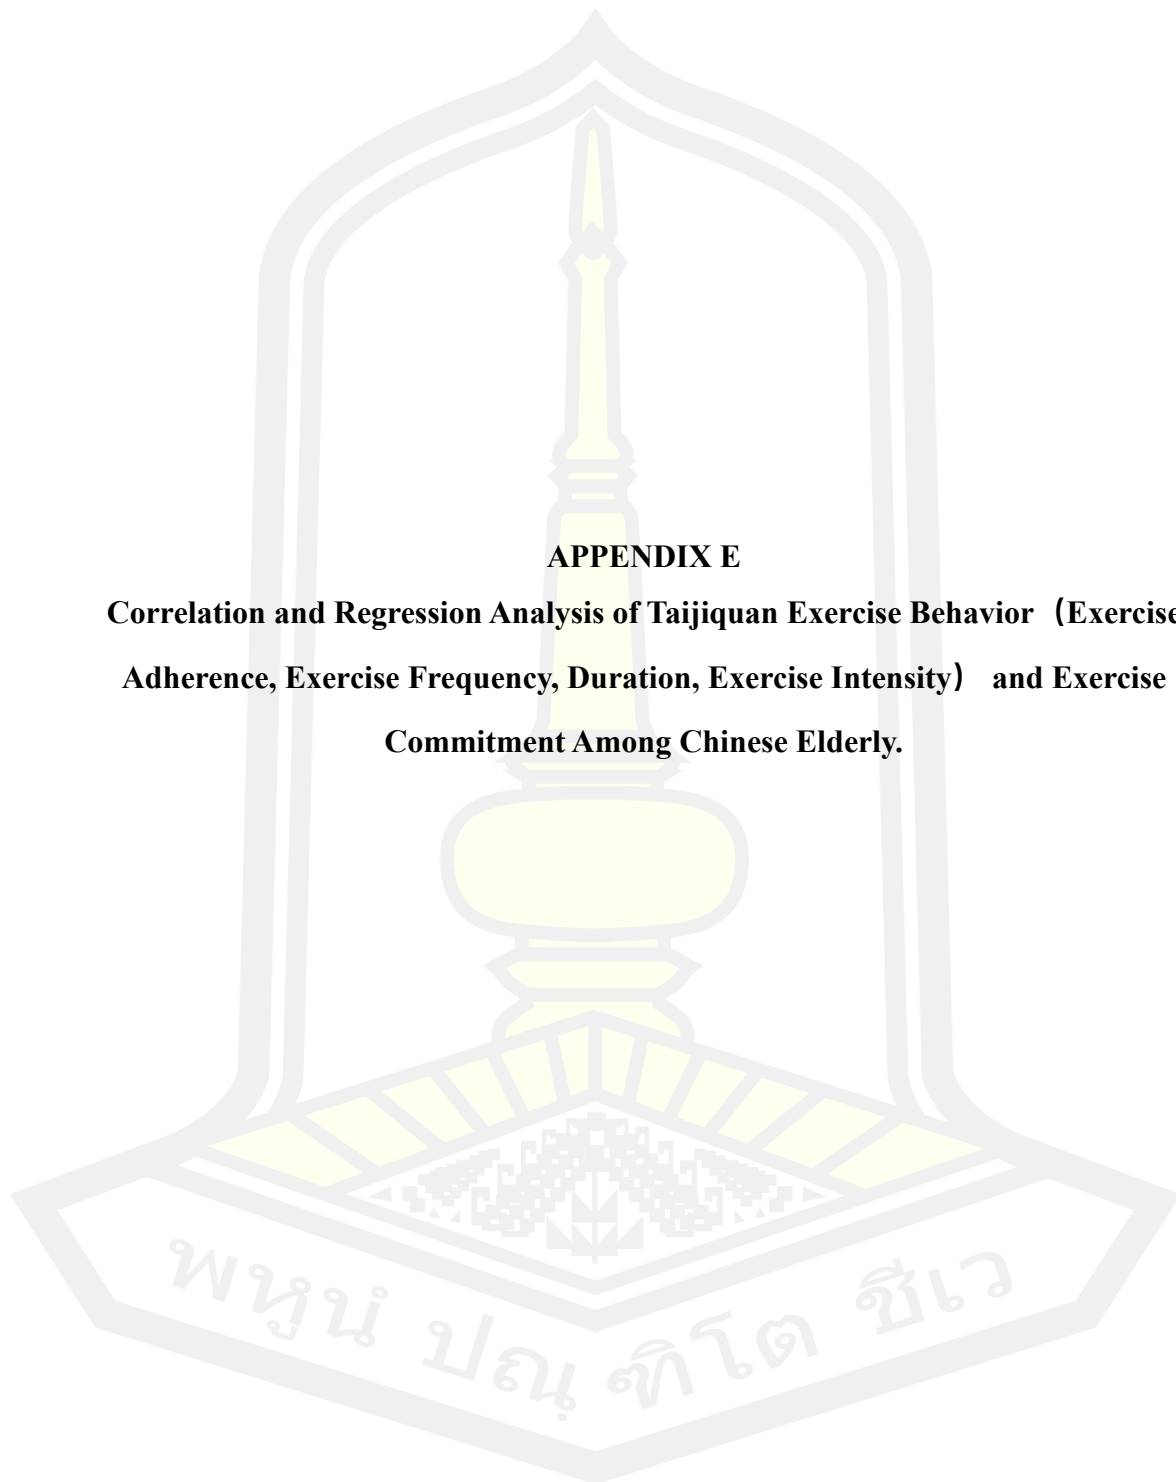 APPENDIX E
Correlation and Regression Analysis of Taijiquan Exercise Behavior（Exercise
Adherence, Exercise Frequency, Duration, Exercise Intensity） and Exercise
Commitment Among Chinese Elderly.
พหูนํ ปณฺฑิโต ชีเว